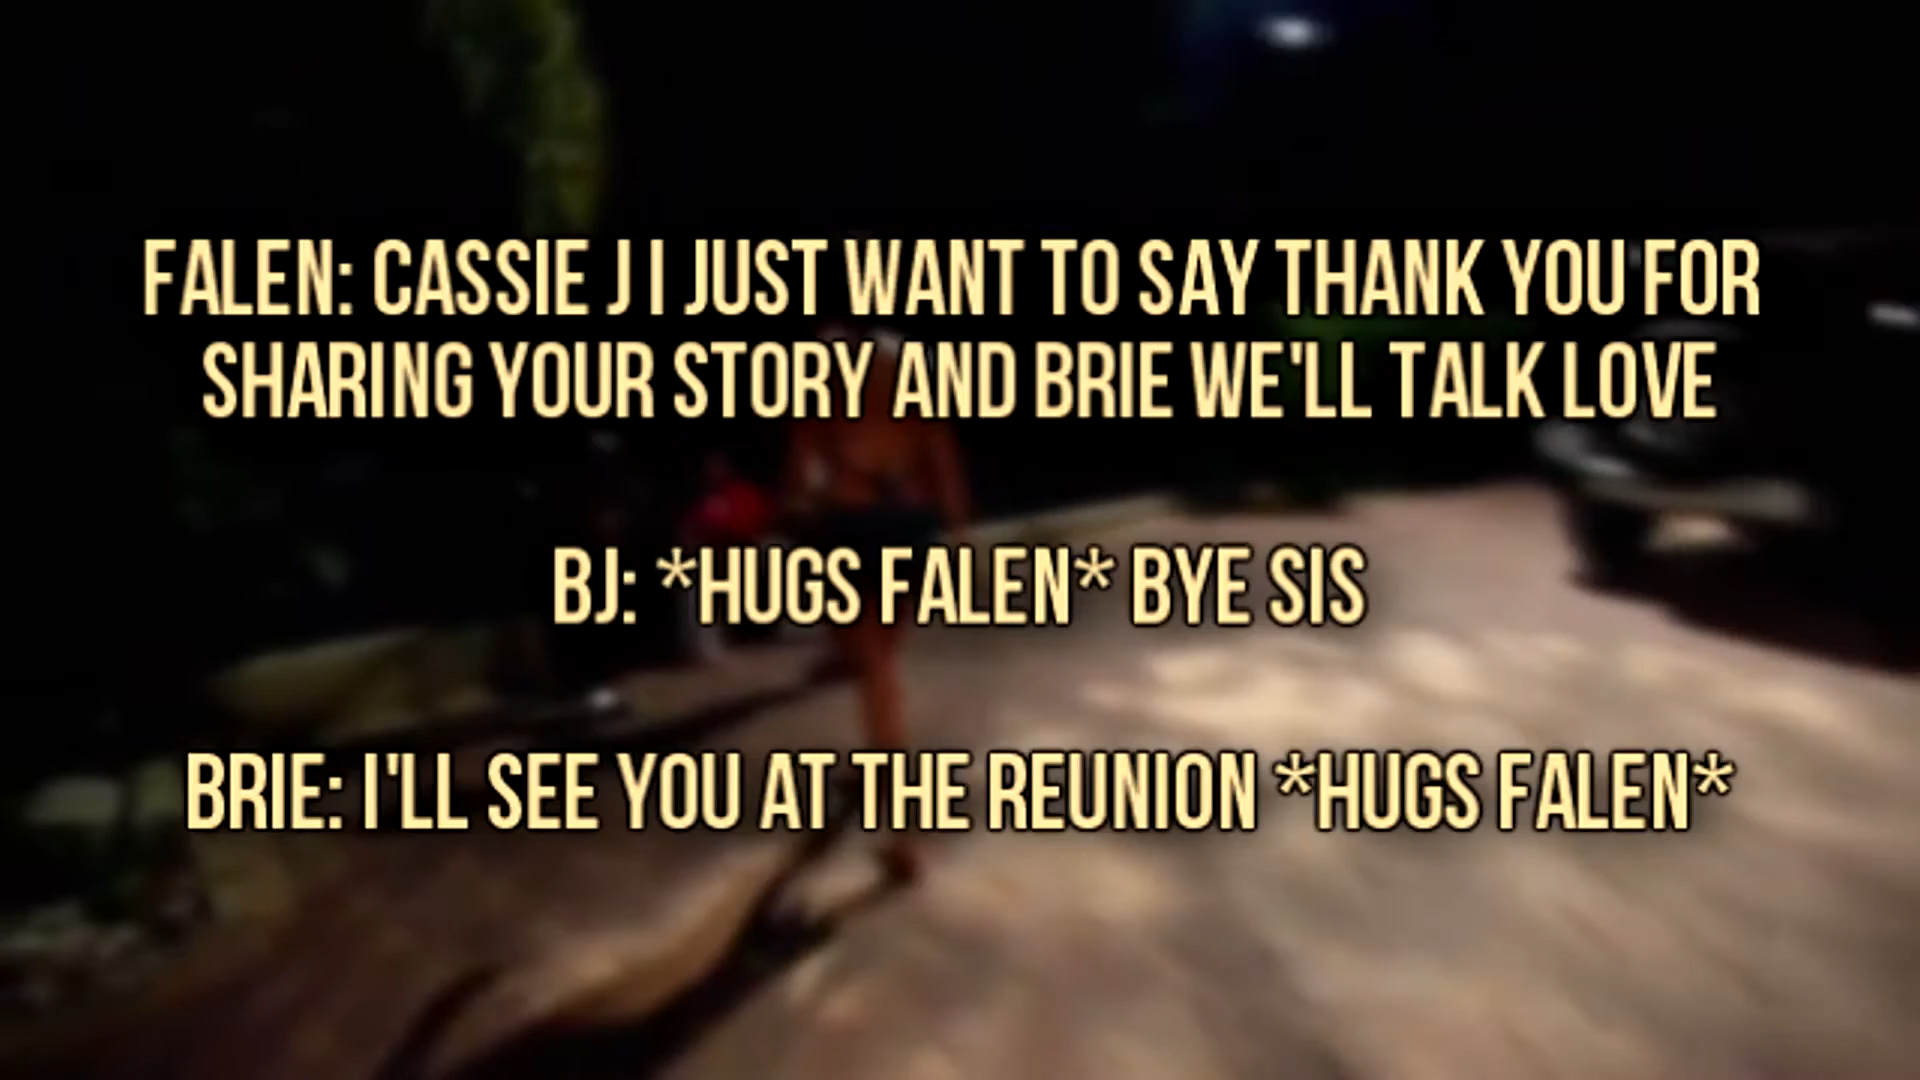 FALEN: CASSIE J I JUST WANT TO SAY THANK YOU FOR
SHARING YOUR STORY AND BRIE WE'LL TALK LOVE
BJ: *HUGS FALEN* BYE SIS
BRIE: I'LL SEE YOU AT THE REUNION *HUGS FALEN*